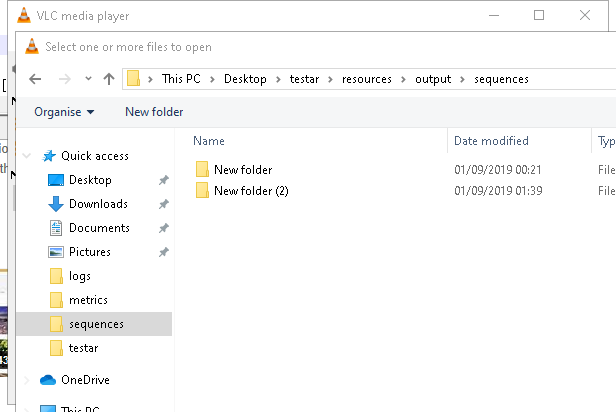 VLC media player
Select one or more files to open
This PC > Desktop > testar > resources > output > sequences
Organise New folder
Name Date modified Typ
Quick access
Desktop
Downloads
Documents
Pictures
logs
metrics
sequences
testar
OneDrive
This PC
New folder 01/09/2019 00:21 File
New folder (2) 01/09/2019 01:39 File